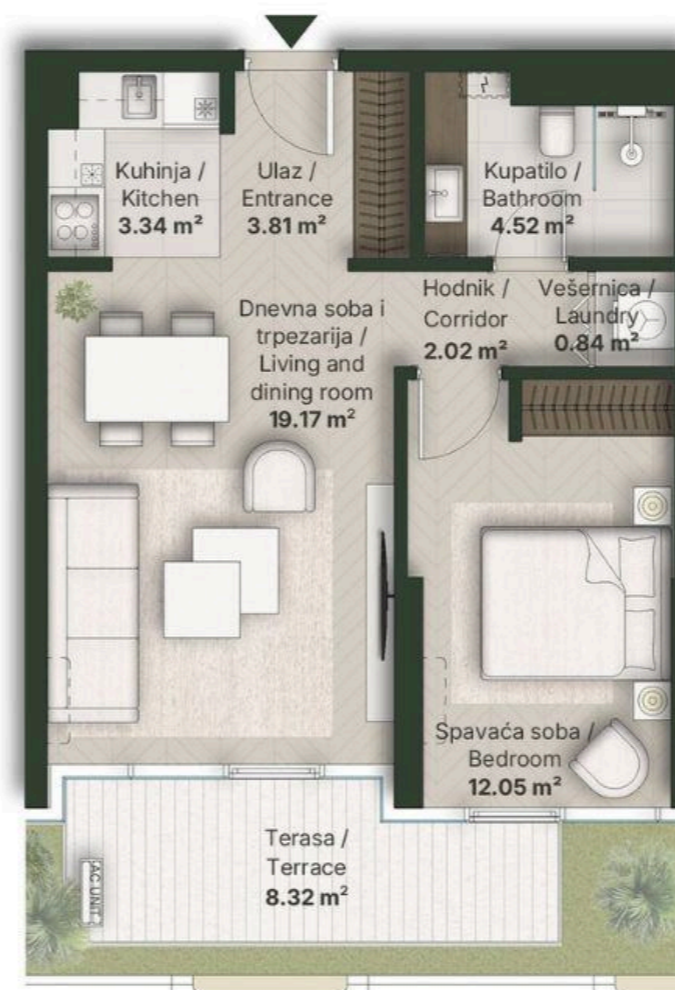 Kuhinja /
Kitchen
3.34 m²
Ulaz /
Entrance
3.81 m²
Kupatilo /
Bathroom
4.52 m²
Dnevna soba i
trpezarija /
Living and
dining room
19.17 m²
Hodnik /
Corridor
2.02 m²
Vešernica /
Laundry
0.84 m²
Spavaća soba /
Bedroom
12.05 m²
Terasa /
Terrace
8.32 m²
AC UNIT